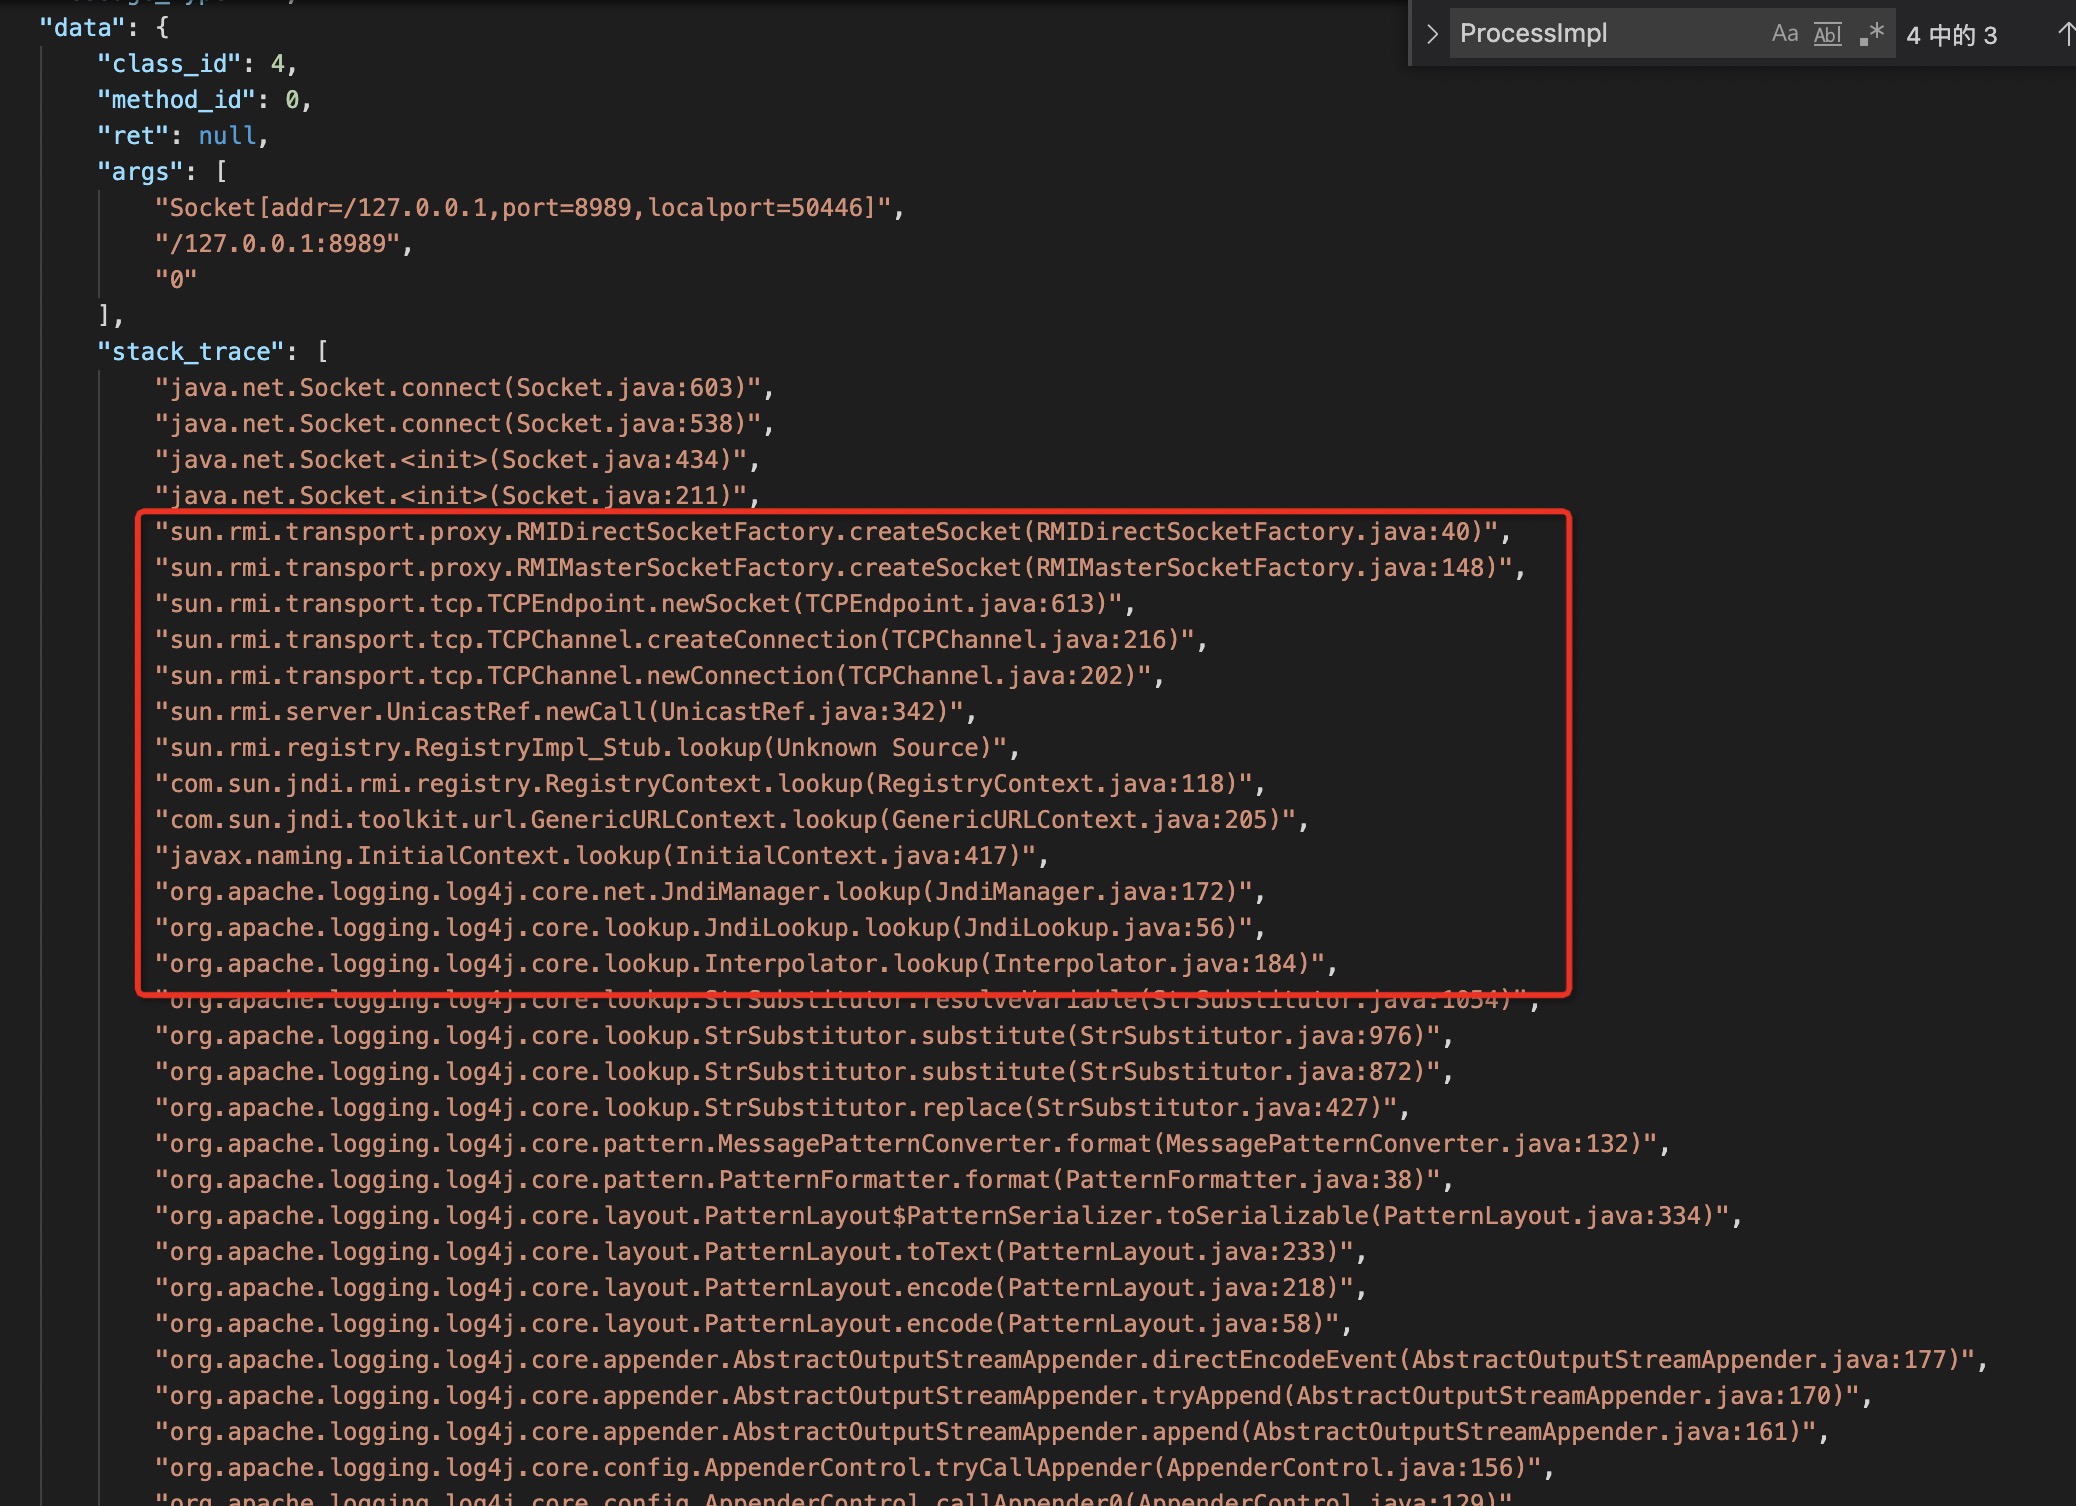 "data": {
"class_id": 4,
"method_id": 0,
"ret": null,
"args": [
"Socket[addr=/127.0.0.1,port=8989,localport=50446]",
"/127.0.0.1:8989",
"0"
],
"stack_trace": [
"java.net.Socket.connect(Socket.java:603)",
"java.net.Socket.connect(Socket.java:538)",
"java.net.Socket.<init>(Socket.java:434)",
"java.net.Socket.<init>(Socket.java:211)",
"sun.rmi.transport.proxy.RMIDirectSocketFactory.createSocket(RMIDirectSocketFactory.java:40)",
"sun.rmi.transport.proxy.RMIMasterSocketFactory.createSocket(RMIMasterSocketFactory.java:148)",
"sun.rmi.transport.tcp.TCPEndpoint.newSocket(TCPEndpoint.java:613)",
"sun.rmi.transport.tcp.TCPChannel.createConnection(TCPChannel.java:216)",
"sun.rmi.transport.tcp.TCPChannel.newConnection(TCPChannel.java:202)",
"sun.rmi.server.UnicastRef.newCall(UnicastRef.java:342)",
"sun.rmi.registry.RegistryImpl_Stub.lookup(Unknown Source)",
"com.sun.jndi.rmi.registry.RegistryContext.lookup(RegistryContext.java:118)",
"com.sun.jndi.toolkit.url.GenericURLContext.lookup(GenericURLContext.java:205)",
"javax.naming.InitialContext.lookup(InitialContext.java:417)",
"org.apache.logging.log4j.core.net.JndiManager.lookup(JndiManager.java:172)",
"org.apache.logging.log4j.core.lookup.JndiLookup.lookup(JndiLookup.java:56)",
"org.apache.logging.log4j.core.lookup.Interpolator.lookup(Interpolator.java:184)",
"org.apache.logging.log4j.core.lookup.StrSubstitutor.resolveVariable(StrSubstitutor.java:1054)",
"org.apache.logging.log4j.core.lookup.StrSubstitutor.substitute(StrSubstitutor.java:976)",
"org.apache.logging.log4j.core.lookup.StrSubstitutor.substitute(StrSubstitutor.java:872)",
"org.apache.logging.log4j.core.lookup.StrSubstitutor.replace(StrSubstitutor.java:427)",
"org.apache.logging.log4j.core.pattern.MessagePatternConverter.format(MessagePatternConverter.java:132)",
"org.apache.logging.log4j.core.pattern.PatternFormatter.format(PatternFormatter.java:38)",
"org.apache.logging.log4j.core.layout.PatternLayout$PatternSerializer.toSerializable(PatternLayout.java:334)",
"org.apache.logging.log4j.core.layout.PatternLayout.toText(PatternLayout.java:233)",
"org.apache.logging.log4j.core.layout.PatternLayout.encode(PatternLayout.java:218)",
"org.apache.logging.log4j.core.layout.PatternLayout.encode(PatternLayout.java:58)",
"org.apache.logging.log4j.core.appender.AbstractOutputStreamAppender.directEncodeEvent(AbstractOutputStreamAppender.java:177)",
"org.apache.logging.log4j.core.appender.AbstractOutputStreamAppender.tryAppend(AbstractOutputStreamAppender.java:170)",
"org.apache.logging.log4j.core.appender.AbstractOutputStreamAppender.append(AbstractOutputStreamAppender.java:161)",
"org.apache.logging.log4j.core.config.AppenderControl.tryCallAppender(AppenderControl.java:156)",
"org.apache.logging.log4j.core.config.AppenderControl.callAppender0(AppenderControl.java:129)"
ProcessImpl Aa Abl .* 4 中的 3